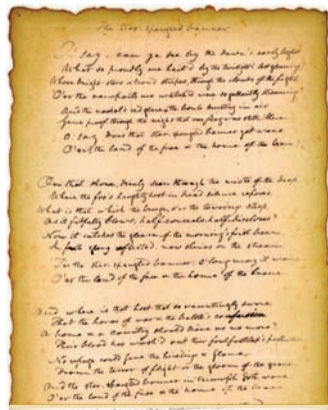 The Star-spangled banner
O! say, can ye see by the dawn's early light
What so proudly we hail'd by the twilight's last gleaming,
Whose bright stars & broad stripes, through the clouds of the fight
O'er the ramparts we watch'd were so gallantly streaming?
And the rocket's red glare the bomb bursting in air
Gave proof through the night that our flag was still there
O! say does that star spangled banner yet wave
O'er the land of the free & the home of the brave?
On that shore, dimly seen through the mists of the deep
Where the foe's haughty host in dread silence reposes,
What is that which the breeze, o'er the towering steep
As it fitfully blows, half conceals half discloses?
Now it catches the gleam of the morning's first beam
In full glory reflected now shines on the stream
'Tis the star-spangled banner, O! long may it wave
O'er the land of the free & the home of the brave
And where is that host that so vauntingly swore
That the havoc of war & the battle's confusion
A home & a country should leave us no more?
Their blood has wash'd out their foul footstep's pollution
No refuge could save the hireling & slave
From the terror of flight or the gloom of the grave
And the star-spangled banner in triumph doth wave
O'er the land of the free & the home of the brave